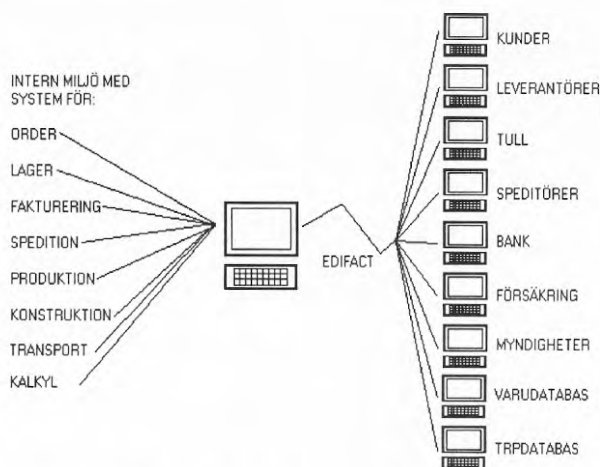 INTERN MILJÖ MED
SYSTEM FÖR:
ORDER
LAGER
FAKTURERING
SPEDITION
PRODUKTION
KONSTRUKTION
TRANSPORT
KALKYL
EDIFACT
KUNDER
LEVERANTÖRER
TULL
SPEDITÖRER
BANK
FÖRSÄKRING
MYNDIGHETER
VARUDATABAS
TRPDATABAS